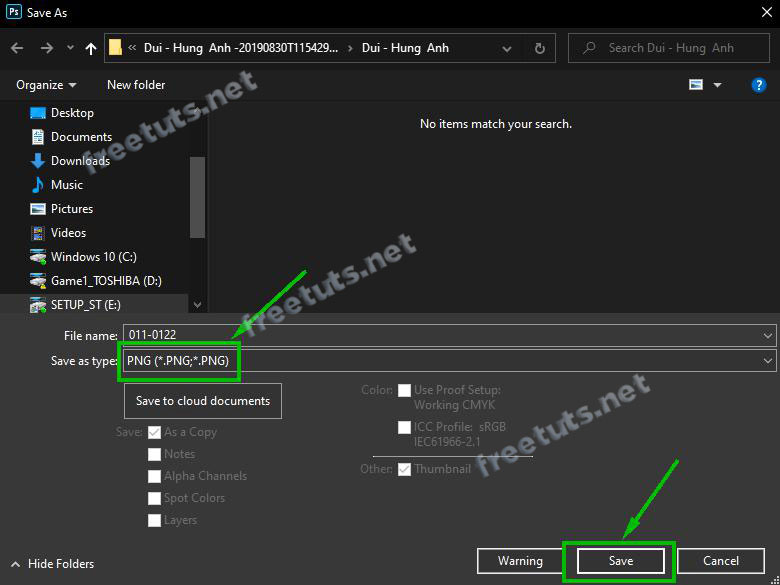 Ps Save As
« Dui - Hung Anh -20190830T115429... › Dui - Hung Anh
Search Dui - Hung Anh
Organize New folder ?
Desktop
Documents
Downloads
Music
Pictures
Videos
Windows 10 (C:)
Game1_TOSHIBA (D:)
SETUP_ST (E:)
No items match your search.
freetuts.net
freetuts.net
File name: 011-0122
Save as type: PNG (*.PNG;*.PNG)
Save to cloud documents
Save: As a Copy
Notes
Alpha Channels
Spot Colors
Layers
Color: Use Proof Setup:
Working CMYK
ICC Profile: sRGB
IEC61966-2.1
Other: Thumbnail
freetuts.net
Hide Folders
Warning Save Cancel